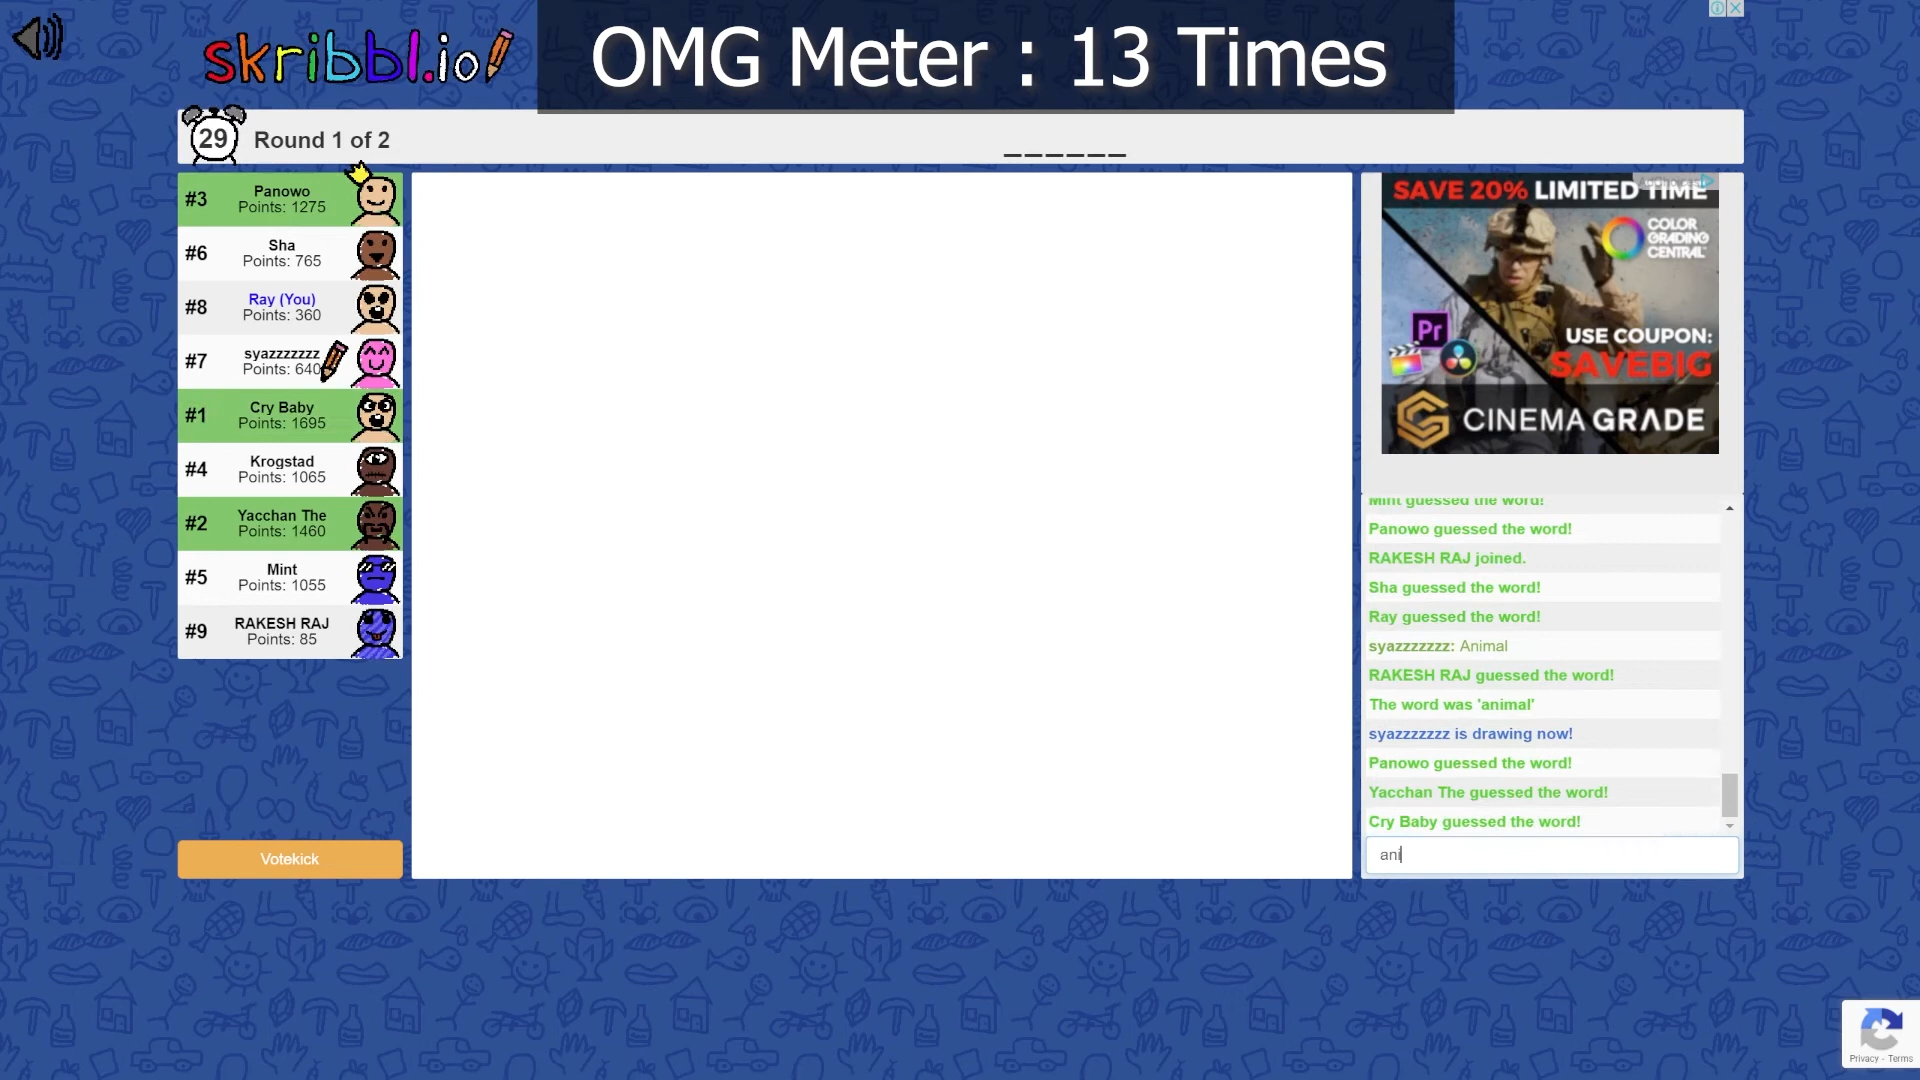 skribbl.io
OMG Meter : 13 Times
29
Round 1 of 2
______
#3
Panowo
Points: 1275
#6
Sha
Points: 765
#8
Ray (You)
Points: 360
#7
syazzzzzzz
Points: 640
#1
Cry Baby
Points: 1695
#4
Krogstad
Points: 1065
#2
Yacchan The
Points: 1460
#5
Mint
Points: 1055
#9
RAKESH RAJ
Points: 85
Votekick
SAVE 20% LIMITED TIME
COLOR
GRADING
CENTRAL
Pr
USE COUPON:
SAVEBIG
CINEMA GRADE
Mint guessed the word!
Panowo guessed the word!
RAKESH RAJ joined.
Sha guessed the word!
Ray guessed the word!
syazzzzzzz: Animal
RAKESH RAJ guessed the word!
The word was 'animal'
syazzzzzzz is drawing now!
Panowo guessed the word!
Yacchan The guessed the word!
Cry Baby guessed the word!
ani
Privacy - Terms